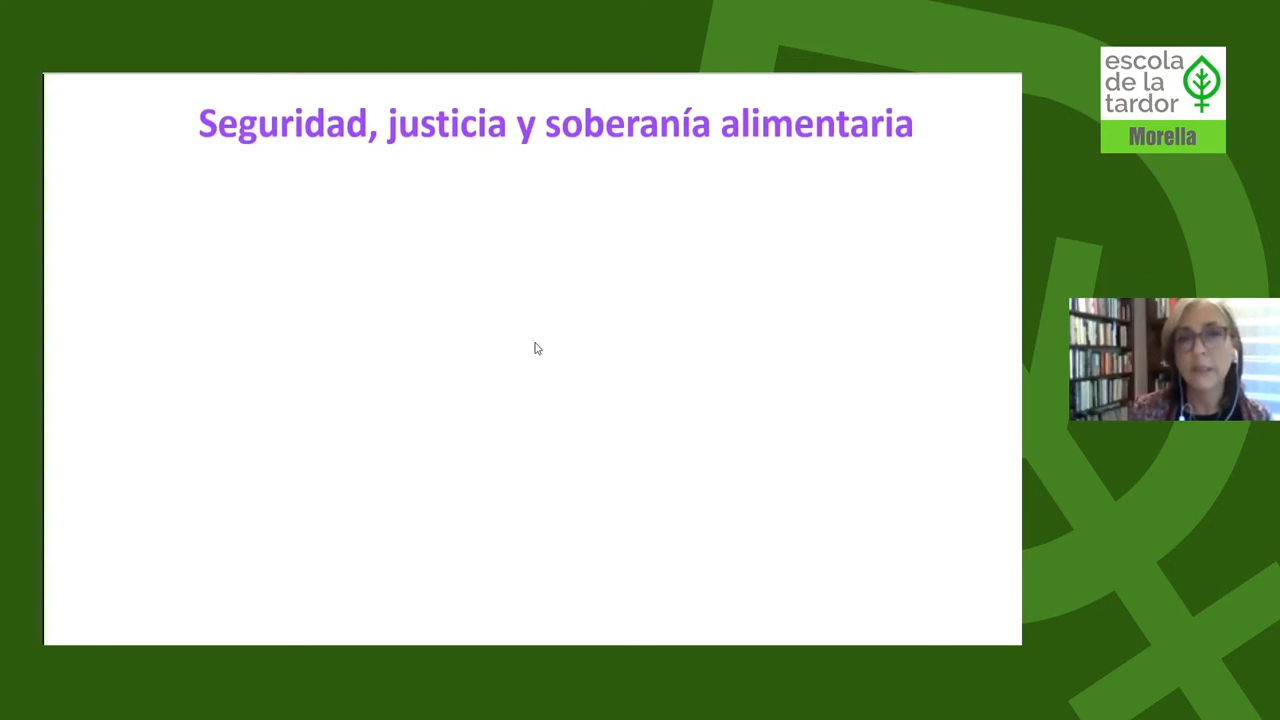 Seguridad, justicia y soberanía alimentaria
escola
de la
tardor
Morella